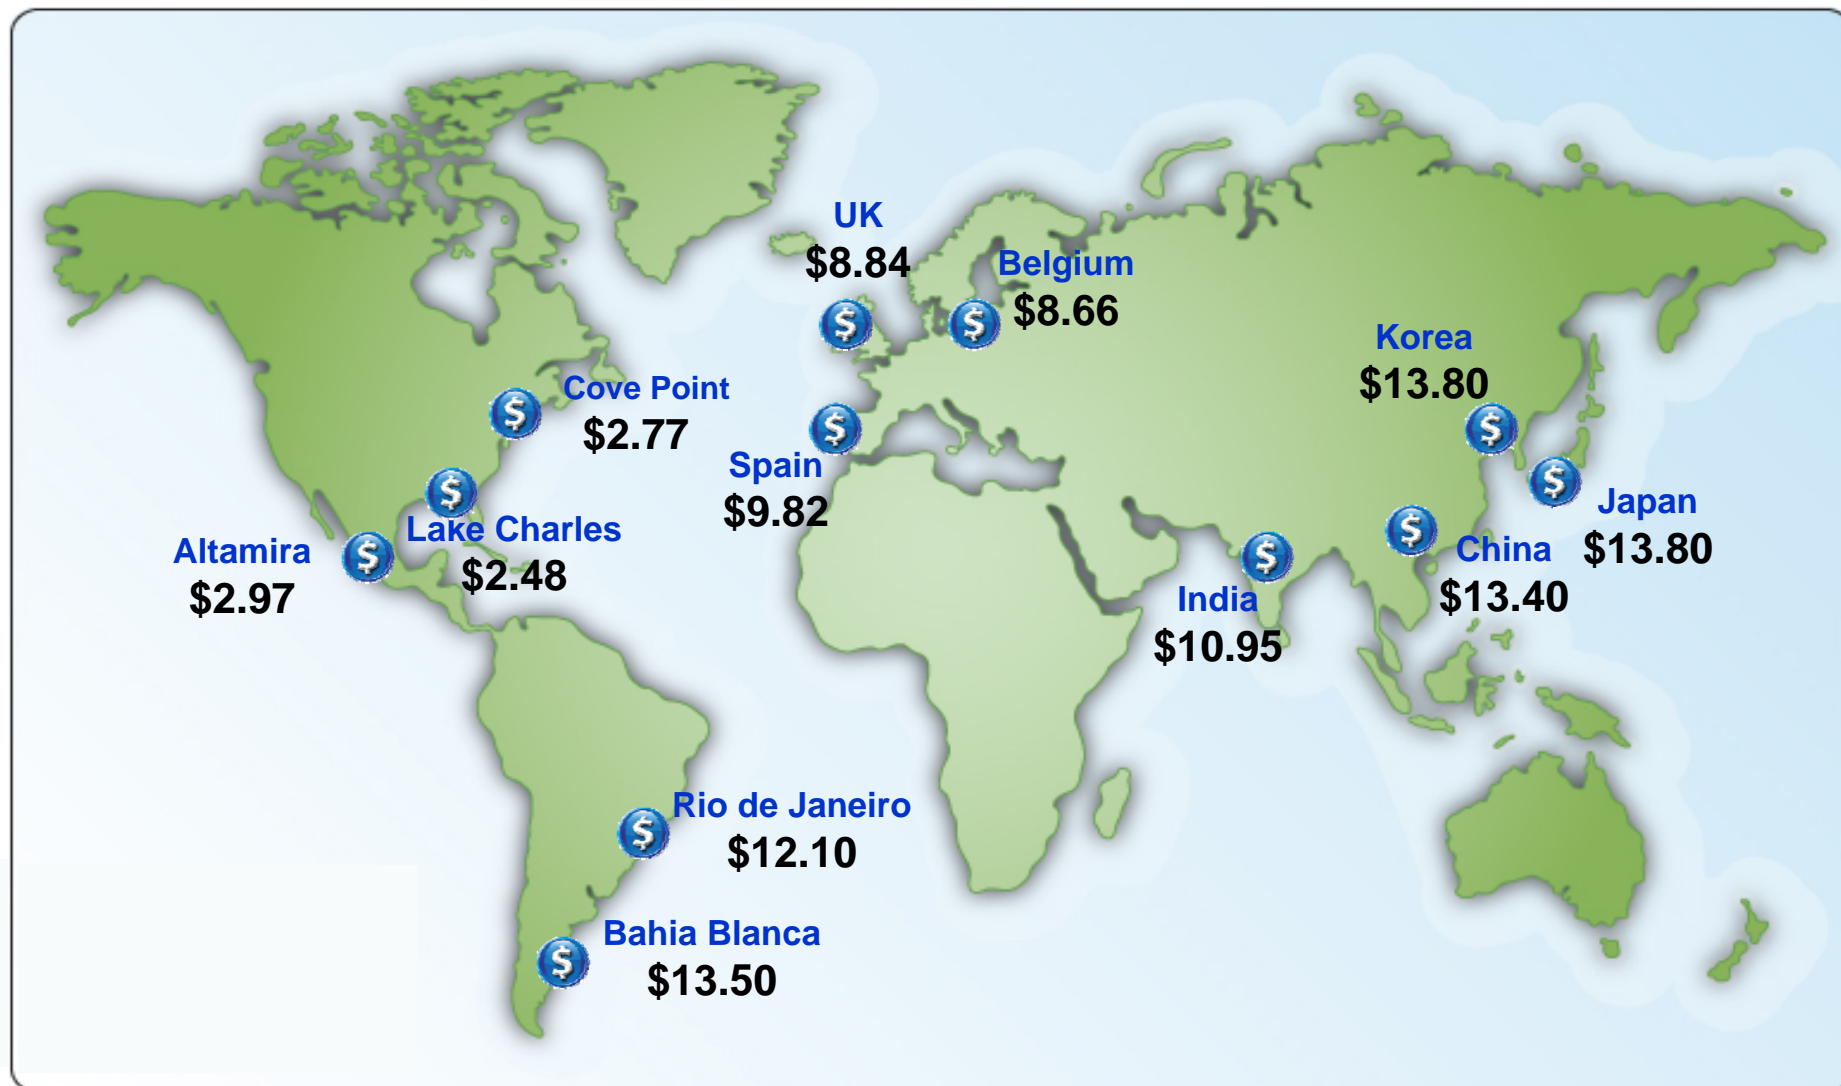 UK
$8.84
Belgium
$8.66
Korea
$13.80
Cove Point
$2.77
Spain
$9.82
Japan
$13.80
Lake Charles
$2.48
Altamira
$2.97
China
$13.40
India
$10.95
Rio de Janeiro
$12.10
Bahia Blanca
$13.50